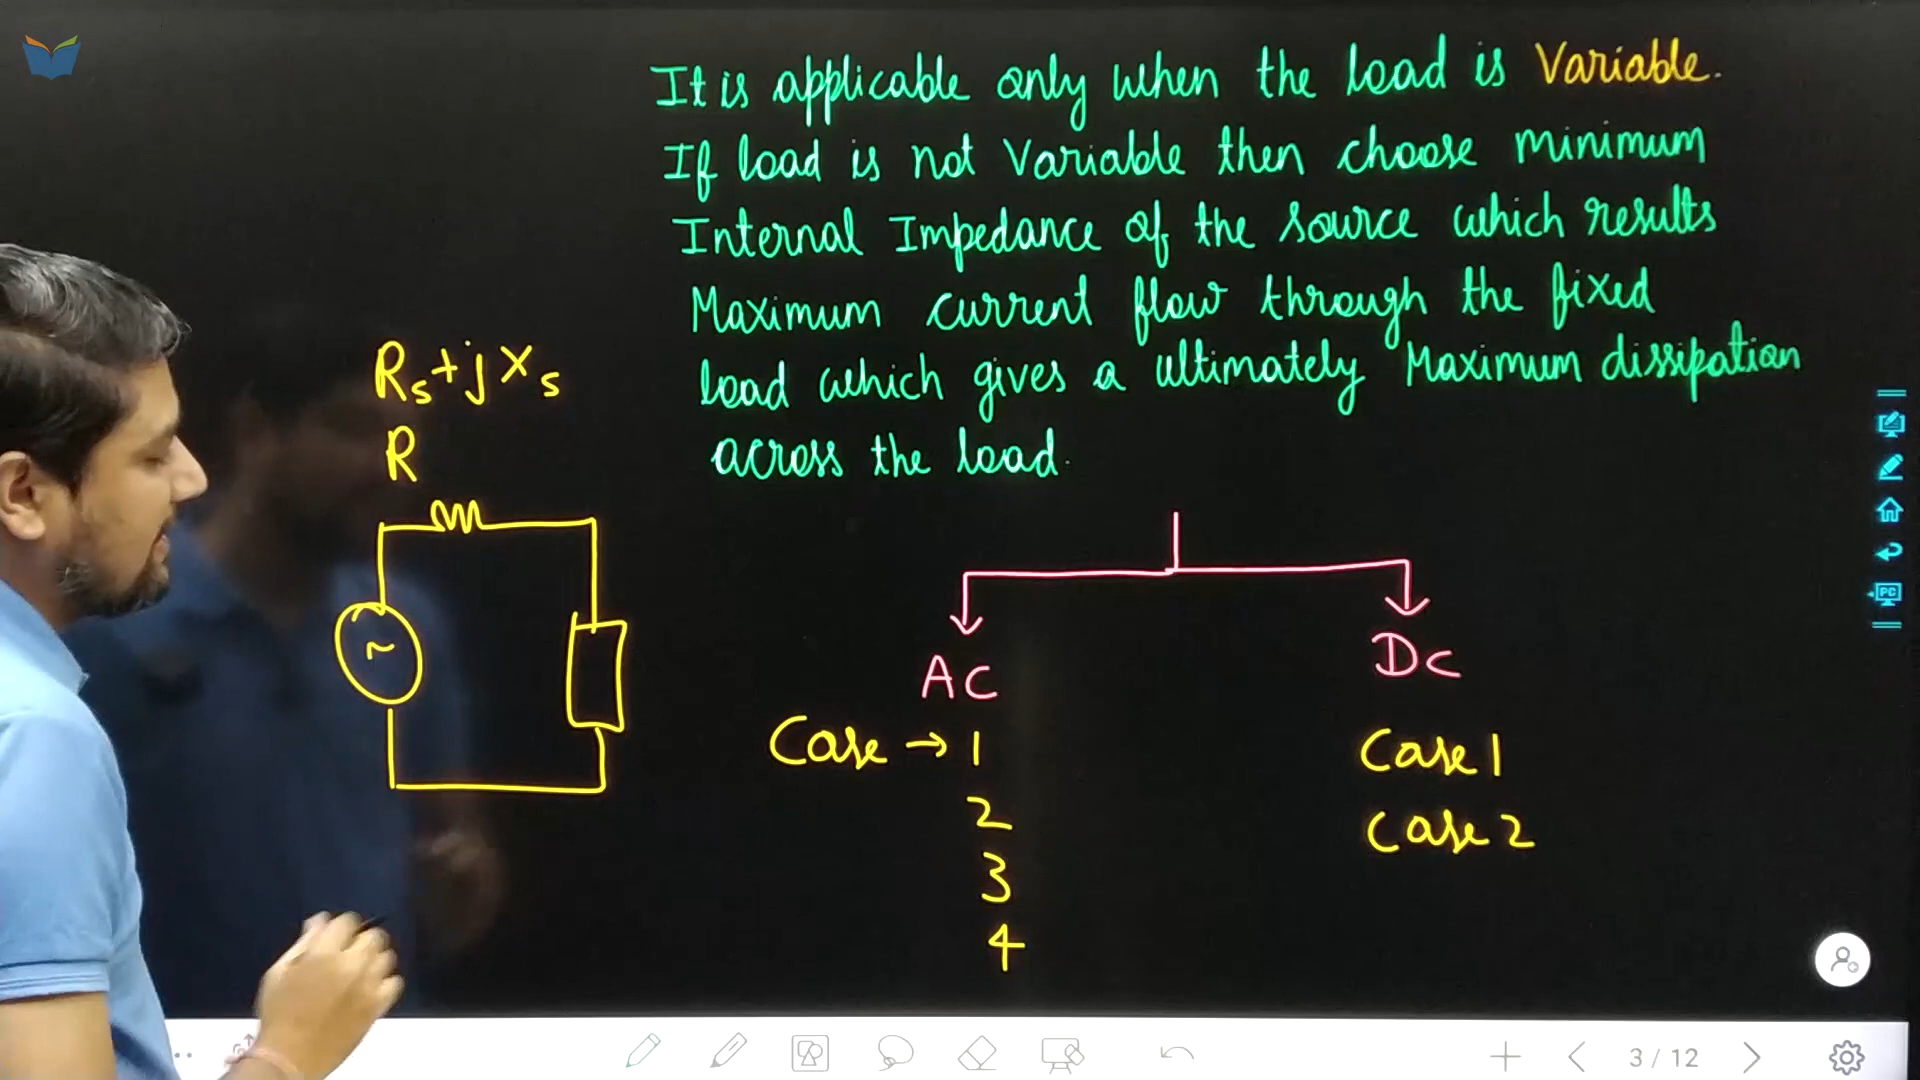 It is applicable only when the load is Variable.
If load is not Variable then choose minimum
Internal Impedance of the source which results
Maximum current flow through the fixed
load which gives a ultimately Maximum dissipation
across the load.
Rs+jXs
R
~
AC
DC
Case → 1
2
3
4
Case 1
Case 2
PC
3 / 12